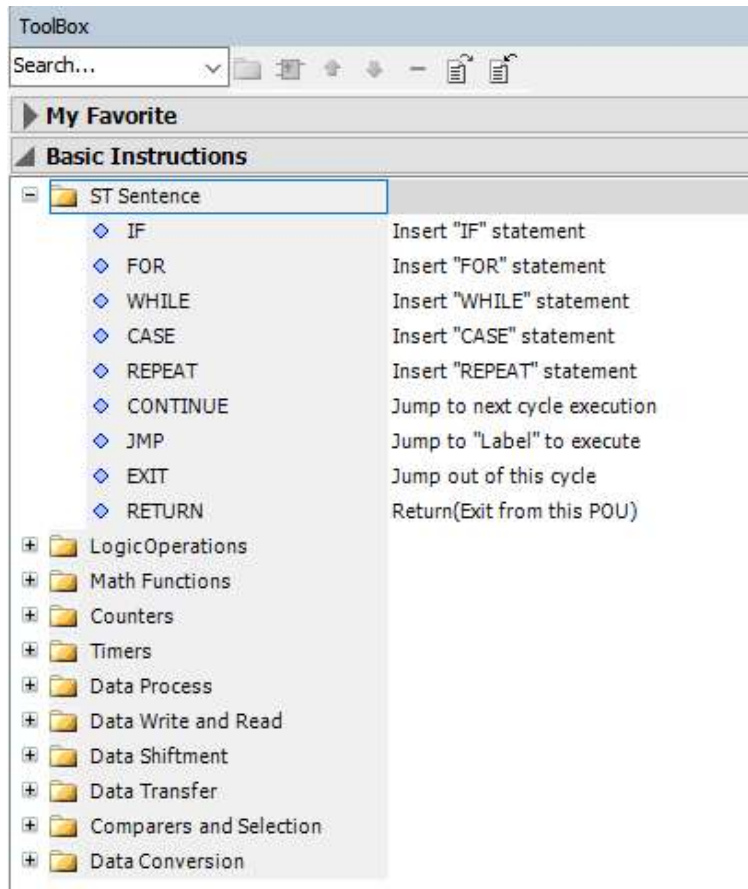 ToolBox
Search...
My Favorite
Basic Instructions
ST Sentence
IF Insert "IF" statement
FOR Insert "FOR" statement
WHILE Insert "WHILE" statement
CASE Insert "CASE" statement
REPEAT Insert "REPEAT" statement
CONTINUE Jump to next cycle execution
JMP Jump to "Label" to execute
EXIT Jump out of this cycle
RETURN Return(Exit from this POU)
LogicOperations
Math Functions
Counters
Timers
Data Process
Data Write and Read
Data Shiftment
Data Transfer
Comparers and Selection
Data Conversion